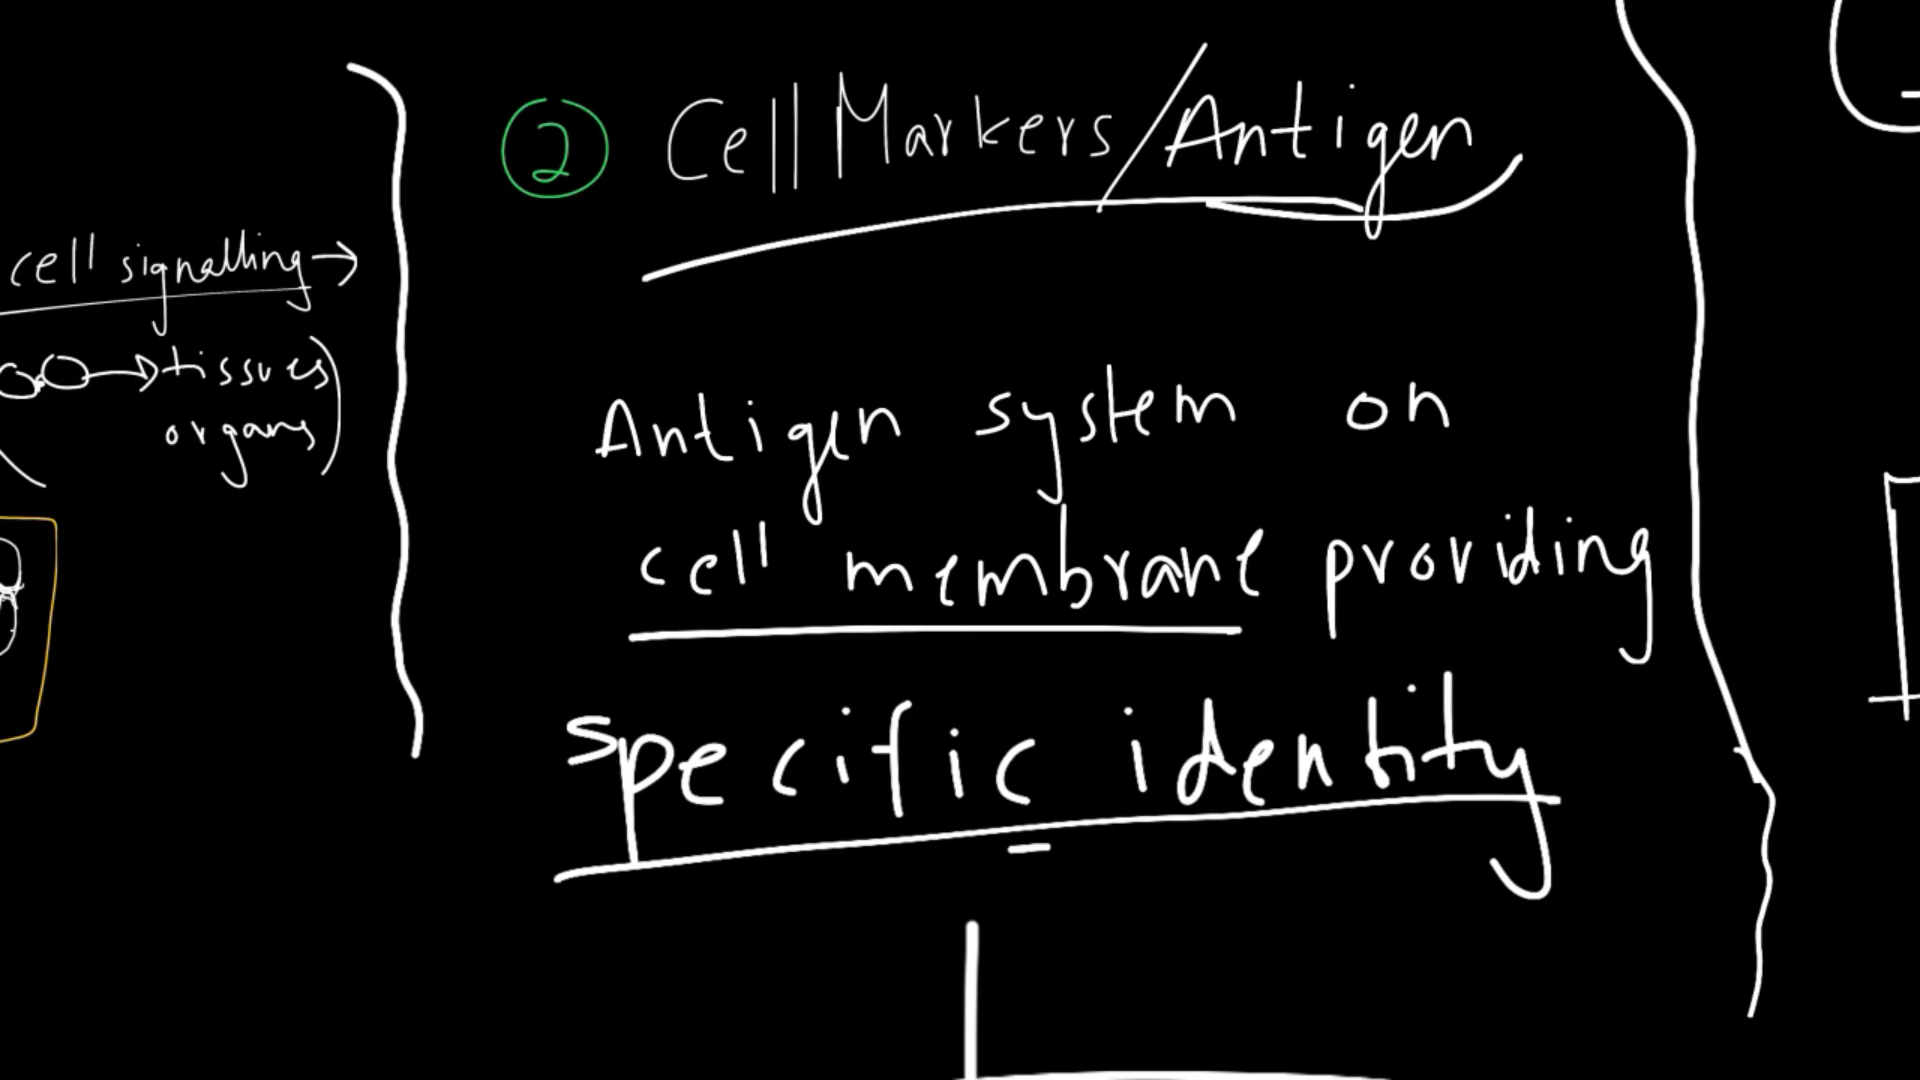 cell signalling →
→ tissues)
organs)
② Cell Markers/Antigen
Antigen system on
cell membrane providing
specific identity